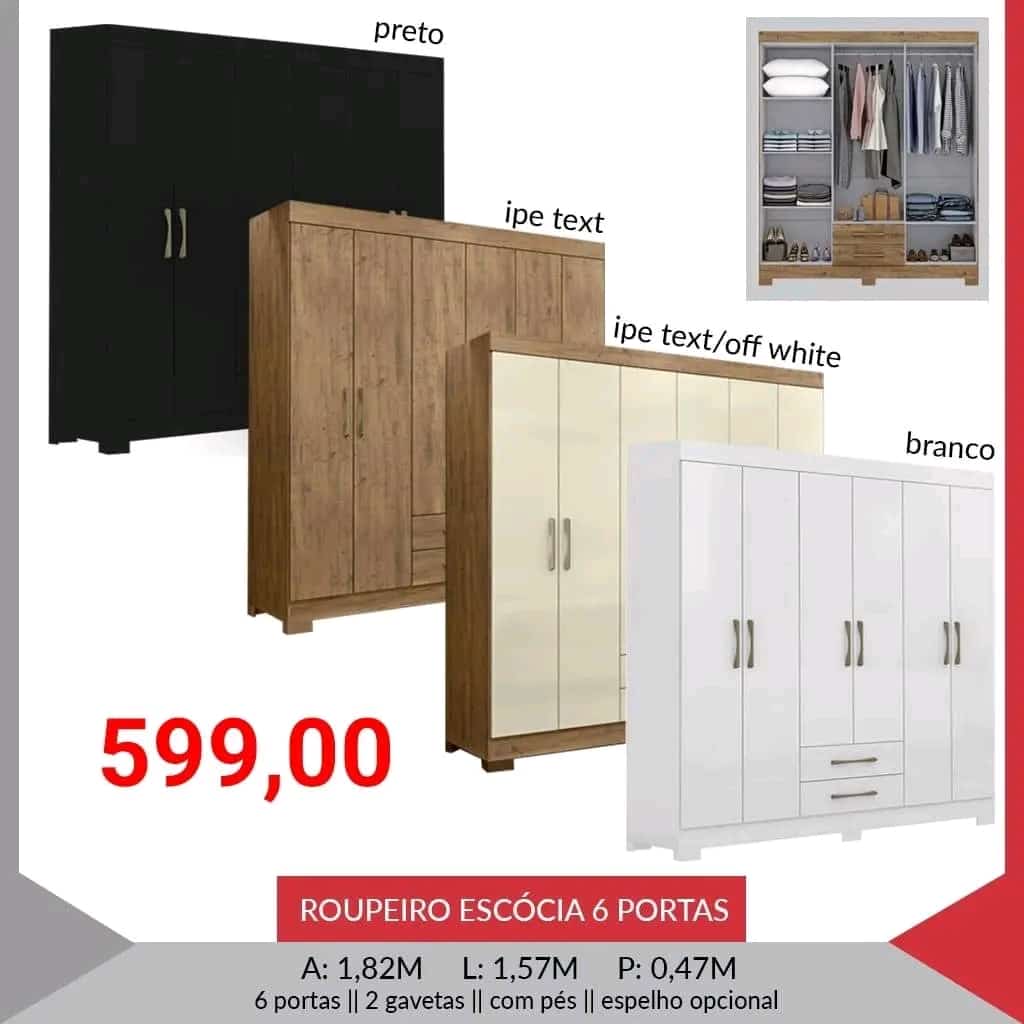 preto
ipe text
ipe text/off white
branco
599,00
ROUPEIRO ESCÓCIA 6 PORTAS
A: 1,82M L: 1,57M P: 0,47M
6 portas || 2 gavetas || com pés || espelho opcional